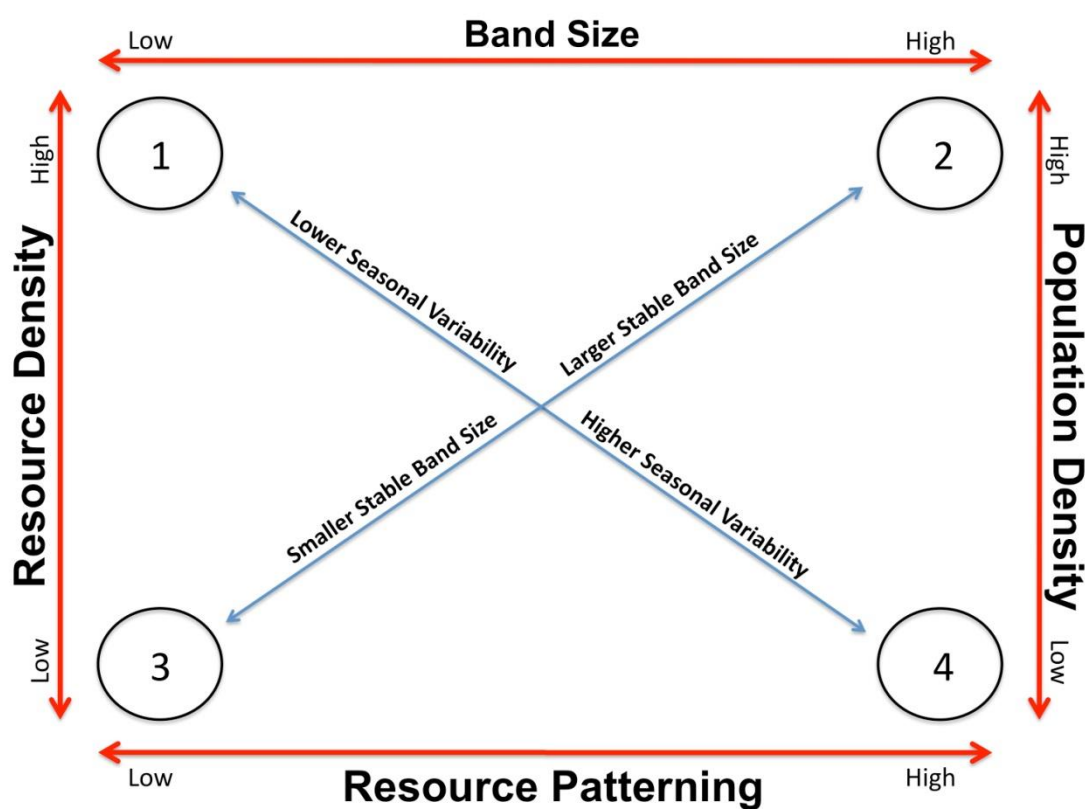 Band Size
Low
High
High
1
2
High
Lower Seasonal Variability
Larger Stable Band Size
Resource Density
Population Density
Smaller Stable Band Size
Higher Seasonal Variability
Low
3
4
Low
Low
High
Resource Patterning